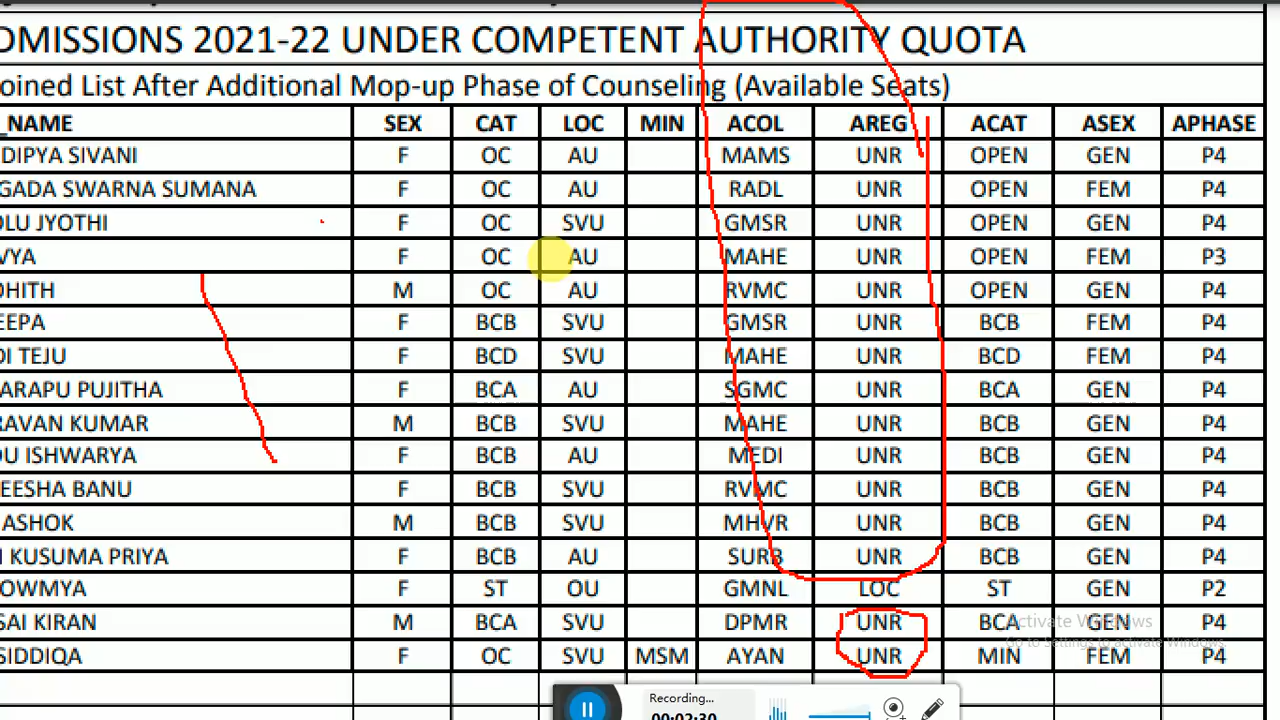 DMISSIONS 2021-22 UNDER COMPETENT AUTHORITY QUOTA
oined List After Additional Mop-up Phase of Counseling (Available Seats)
_NAME SEX CAT LOC MIN ACOL AREG ACAT ASEX APHASE
DIPYA SIVANI F OC AU MAMS UNR OPEN GEN P4
GADA SWARNA SUMANA F OC AU RADL UNR OPEN FEM P4
OLU JYOTHI F OC SVU GMSR UNR OPEN GEN P4
VYA F OC AU MAHE UNR OPEN FEM P3
OHITH M OC AU RVMC UNR OPEN GEN P4
EEPA F BCB SVU GMSR UNR BCB FEM P4
DI TEJU F BCD SVU MAHE UNR BCD FEM P4
ARAPU PUJITHA F BCA AU SGMC UNR BCA GEN P4
RAVAN KUMAR M BCB SVU MAHE UNR BCB GEN P4
DU ISHWARYA F BCB AU MEDI UNR BCB GEN P4
EESHA BANU F BCB SVU RVMC UNR BCB GEN P4
ASHOK M BCB SVU MHVR UNR BCB GEN P4
I KUSUMA PRIYA F BCB AU SURB UNR BCB GEN P4
OWMYA F ST OU GMNL LOC ST GEN P2
SAI KIRAN M BCA SVU DPMR UNR BCA GEN P4
SIDDIQA F OC SVU MSM AYAN UNR MIN FEM P4
Activate Windows
Go to Settings to activate Windows.
Recording...
00:02:30